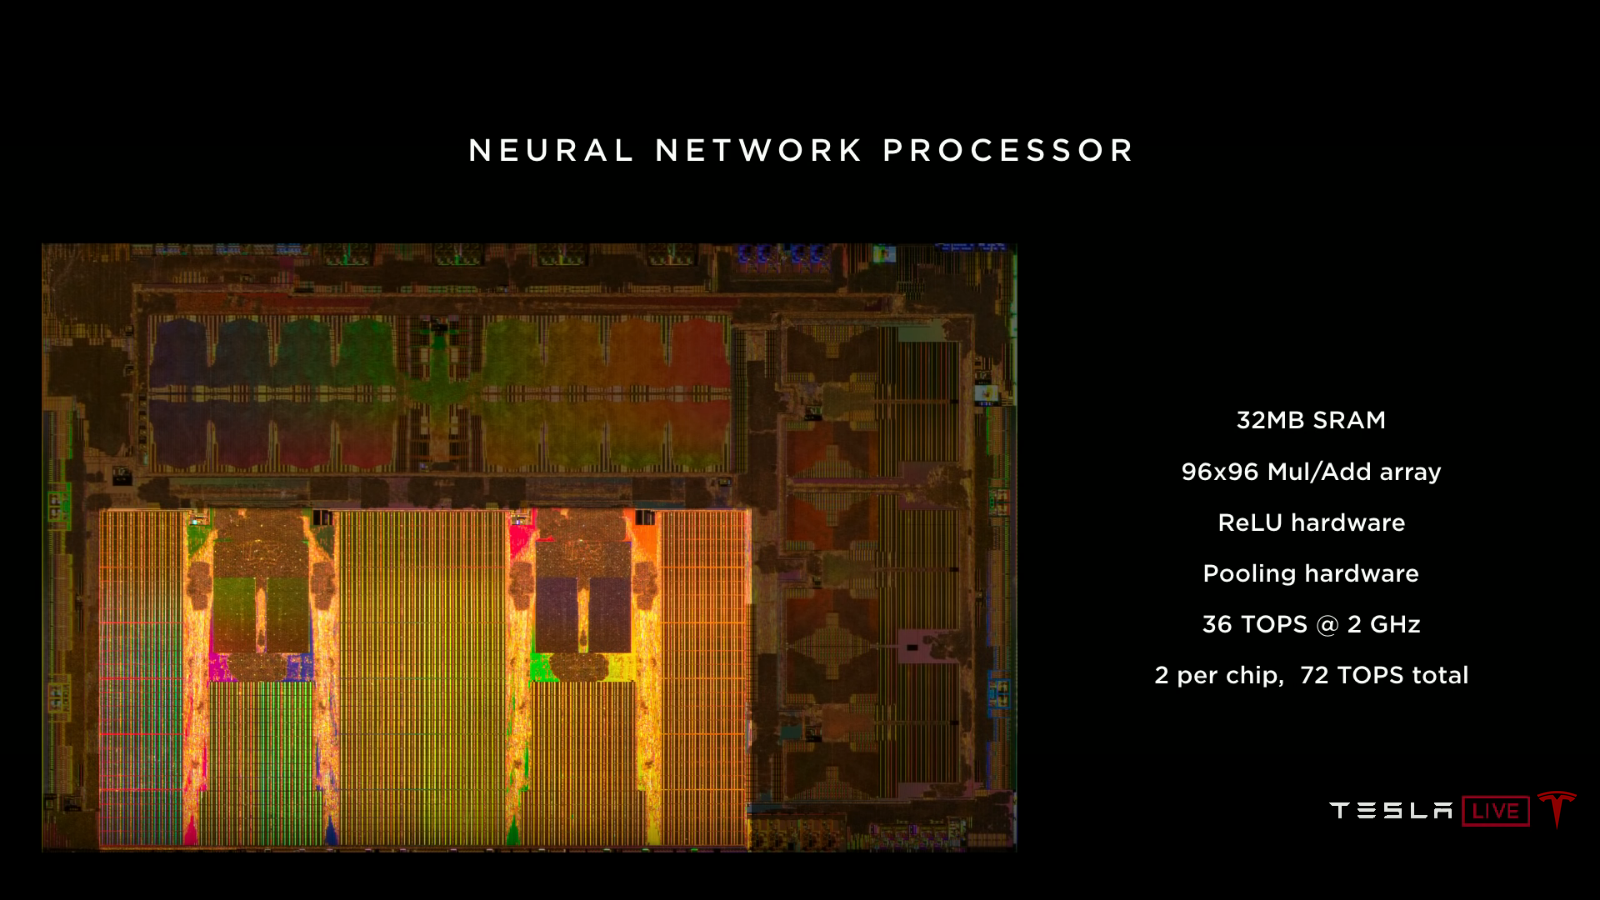 NEURAL NETWORK PROCESSOR
32MB SRAM
96x96 Mul/Add array
ReLU hardware
Pooling hardware
36 TOPS @ 2 GHz
2 per chip,  72 TOPS total
TESLA LIVE